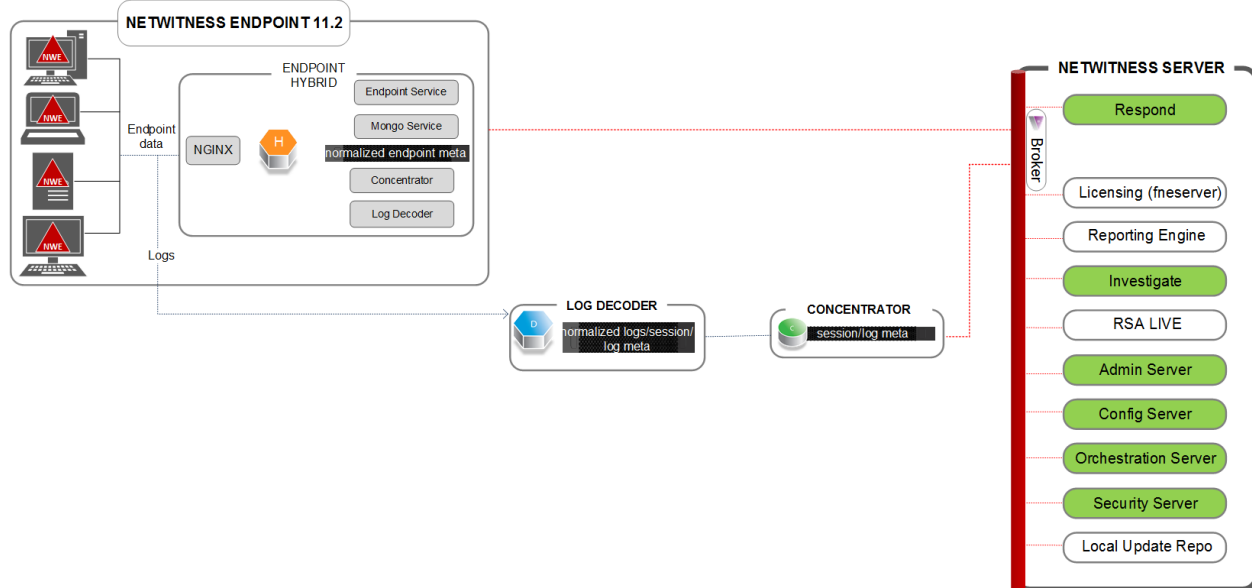 NETWITNESS ENDPOINT 11.2
NWE
NWE
NWE
NWE
Endpoint
data
Logs
ENDPOINT
HYBRID
NGINX
H
Endpoint Service
Mongo Service
normalized endpoint meta
Concentrator
Log Decoder
LOG DECODER
D
normalized logs/session/
log meta
CONCENTRATOR
C
session/log meta
NETWITNESS SERVER
Broker
Respond
Licensing (fneserver)
Reporting Engine
Investigate
RSA LIVE
Admin Server
Config Server
Orchestration Server
Security Server
Local Update Repo